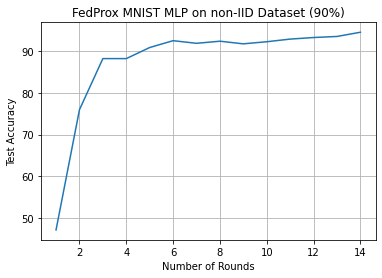 FedProx MNIST MLP on non-IID Dataset (90%)
90
80
70
60
50
Test Accuracy
2 4 6 8 10 12 14
Number of Rounds